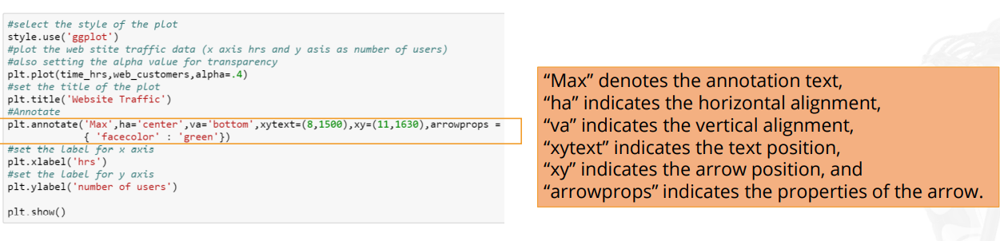 #select the style of the plot
style.use('ggplot')
#plot the web stite traffic data (x axis hrs and y asis as number of users)
#also setting the alpha value for transparency
plt.plot(time_hrs,web_customers,alpha=.4)
#set the title of the plot
plt.title('Website Traffic')
#Annotate
plt.annotate('Max',ha='center',va='bottom',xytext=(8,1500),xy=(11,1630),arrowprops =
{ 'facecolor' : 'green'})
#set the label for x axis
plt.xlabel('hrs')
#set the label for y axis
plt.ylabel('number of users')
plt.show()
“Max” denotes the annotation text,
“ha” indicates the horizontal alignment,
“va” indicates the vertical alignment,
“xytext” indicates the text position,
“xy” indicates the arrow position, and
“arrowprops” indicates the properties of the arrow.